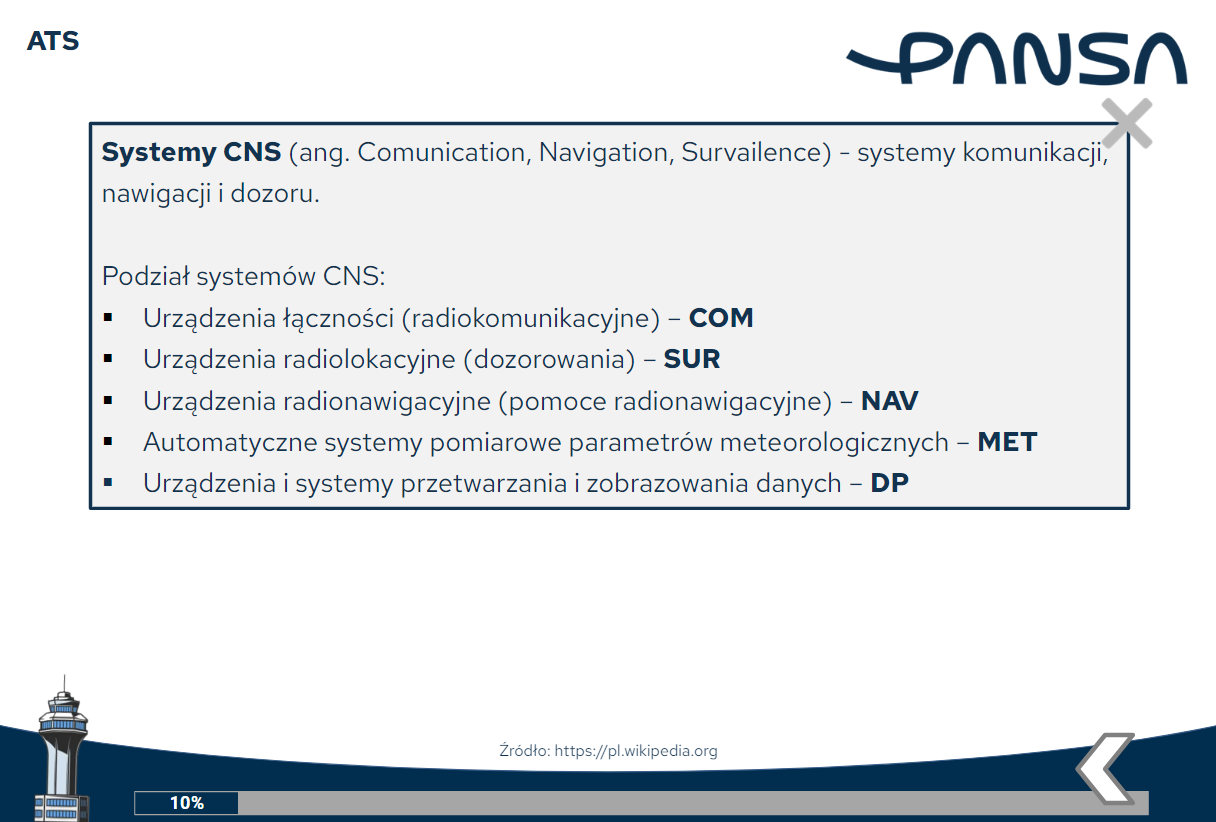 ATS
PANSA
Systemy CNS (ang. Comunication, Navigation, Survailence) - systemy komunikacji,
nawigacji i dozoru.
Podział systemów CNS:
▪ Urządzenia łączności (radiokomunikacyjne) – COM
▪ Urządzenia radiolokacyjne (dozorowania) – SUR
▪ Urządzenia radionawigacyjne (pomoce radionawigacyjne) – NAV
▪ Automatyczne systemy pomiarowe parametrów meteorologicznych – MET
▪ Urządzenia i systemy przetwarzania i zobrazowania danych – DP
Źródło: https://pl.wikipedia.org
10%